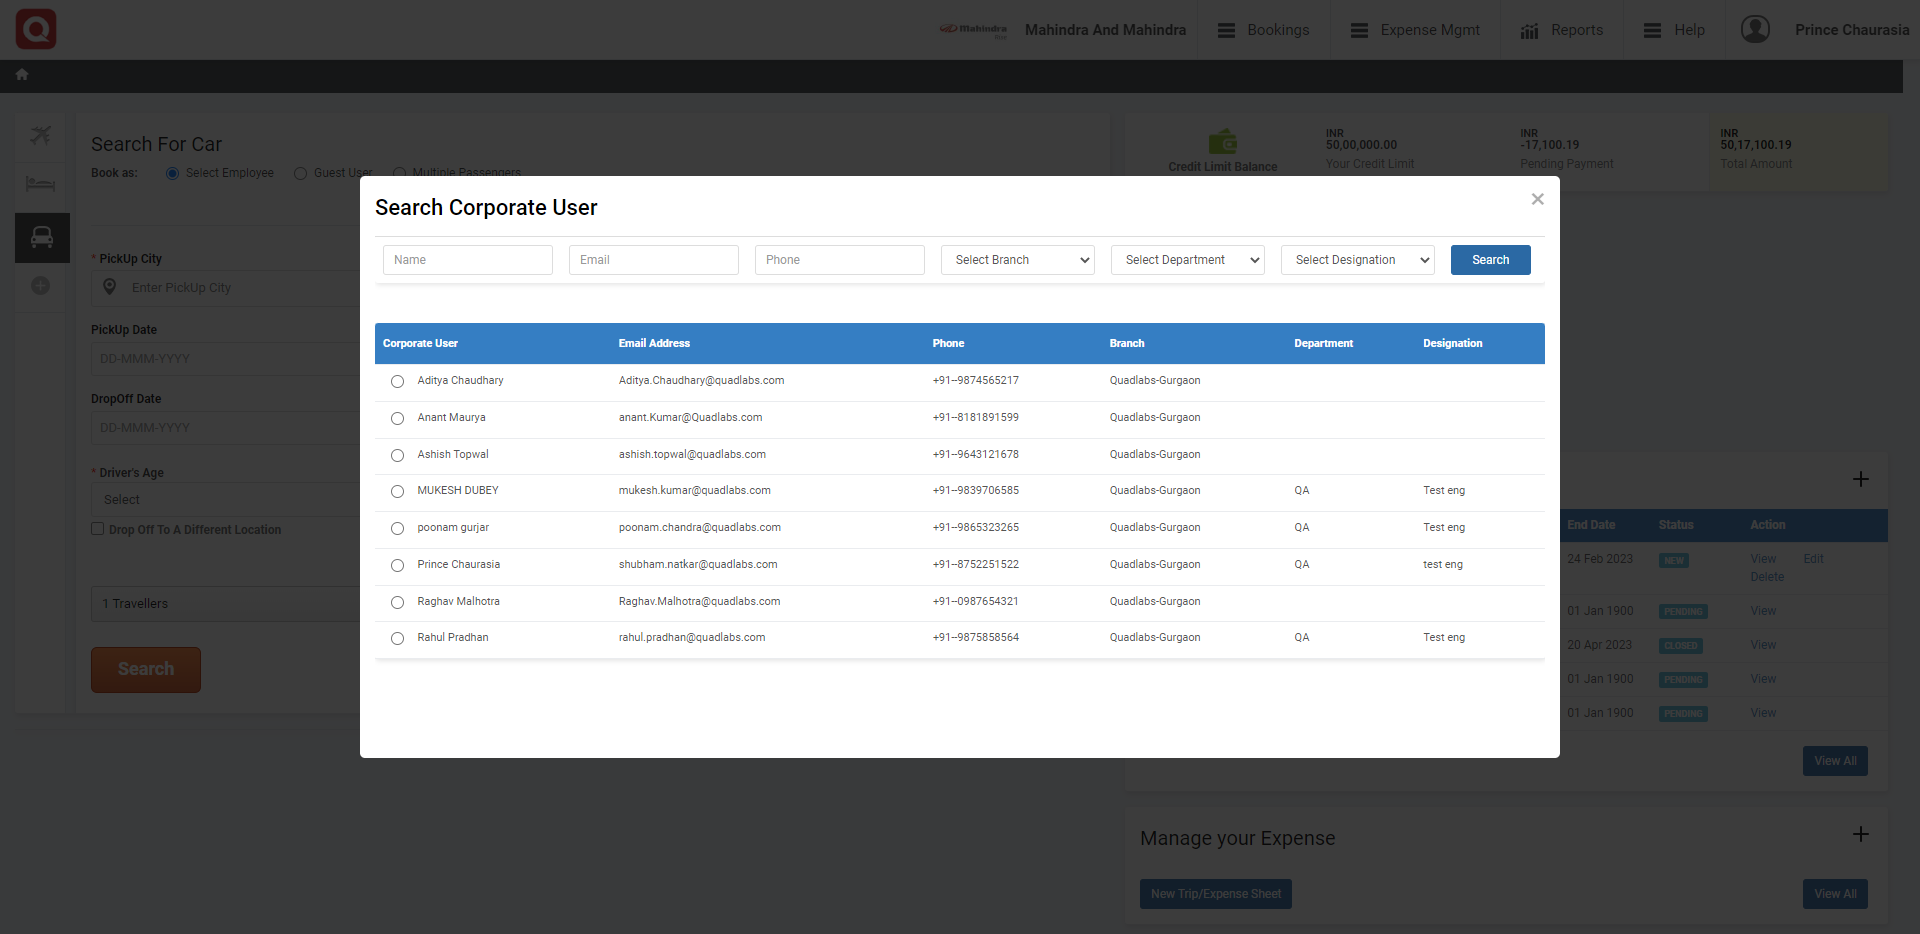 Q
Mahindra
Mahindra And Mahindra
Bookings
Expense Mgmt
Reports
Help
Prince Chaurasia
Search For Car
Book as:
Select Employee
Guest User
Multiple Passengers
* PickUp City
Enter PickUp City
PickUp Date
DD-MMM-YYYY
DropOff Date
DD-MMM-YYYY
* Driver's Age
Select
Drop Off To A Different Location
1 Travellers
Search
Credit Limit Balance
INR
50,00,000.00
Your Credit Limit
INR
-17,100.19
Pending Payment
INR
50,17,100.19
Total Amount
Search Corporate User
×
Name Email Phone Select Branch Select Department Select Designation Search
Corporate User Email Address Phone Branch Department Designation
Aditya Chaudhary Aditya.Chaudhary@quadlabs.com +91--9874565217 Quadlabs-Gurgaon
Anant Maurya anant.Kumar@Quadlabs.com +91--8181891599 Quadlabs-Gurgaon
Ashish Topwal ashish.topwal@quadlabs.com +91--9643121678 Quadlabs-Gurgaon
MUKESH DUBEY mukesh.kumar@quadlabs.com +91--9839706585 Quadlabs-Gurgaon QA Test eng
poonam gurjar poonam.chandra@quadlabs.com +91--9865323265 Quadlabs-Gurgaon QA Test eng
Prince Chaurasia shubham.natkar@quadlabs.com +91--8752251522 Quadlabs-Gurgaon QA test eng
Raghav Malhotra Raghav.Malhotra@quadlabs.com +91--0987654321 Quadlabs-Gurgaon
Rahul Pradhan rahul.pradhan@quadlabs.com +91--9875858564 Quadlabs-Gurgaon QA Test eng
End Date Status Action
24 Feb 2023 NEW View Edit
Delete
01 Jan 1900 PENDING View
20 Apr 2023 CLOSED View
01 Jan 1900 PENDING View
01 Jan 1900 PENDING View
View All
Manage your Expense
New Trip/Expense Sheet
View All